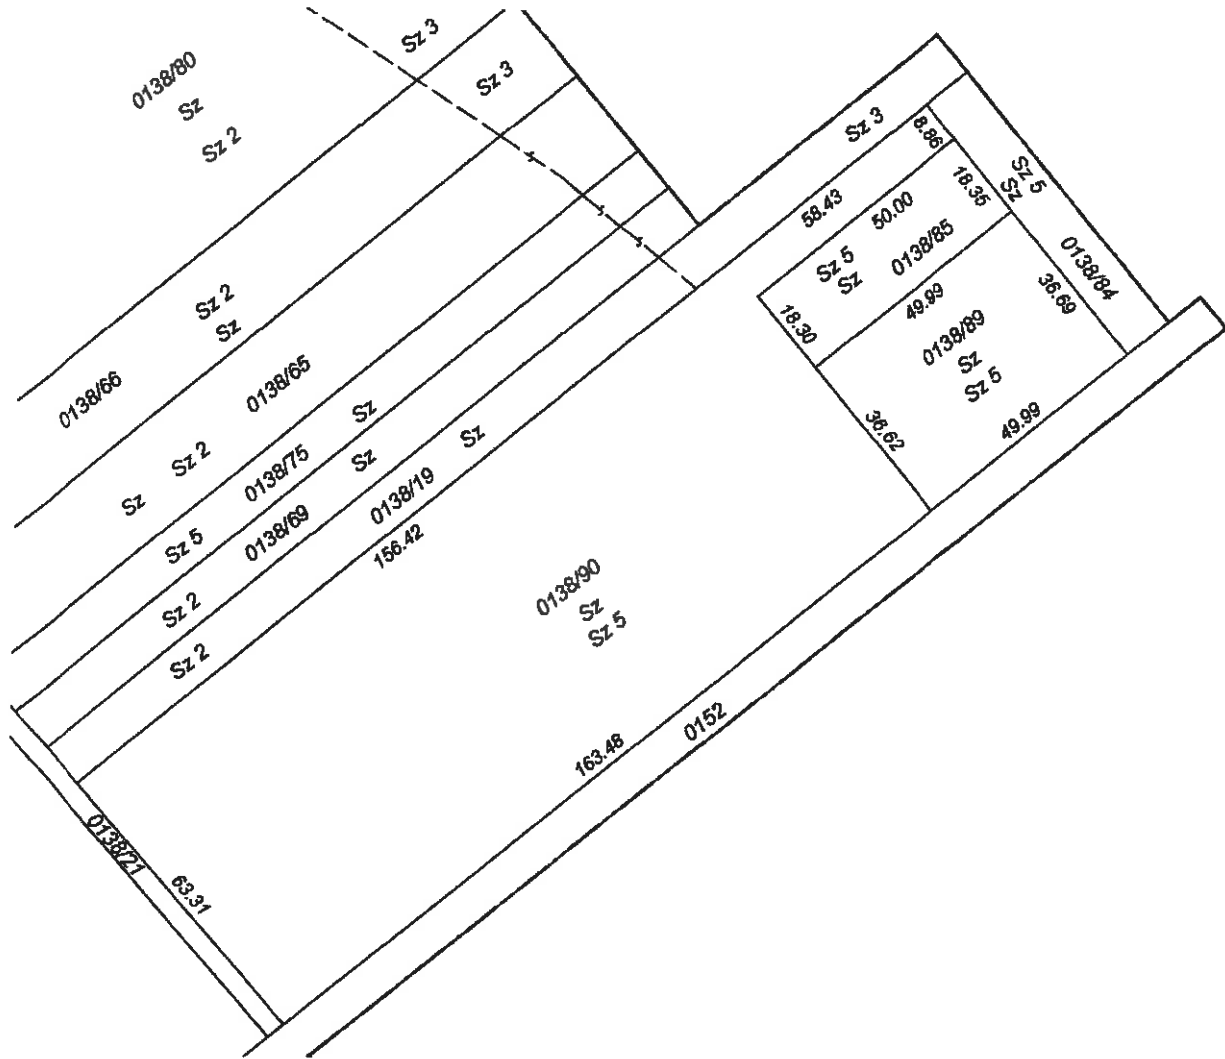 Sz 3
0138/80
Sz
Sz 2
Sz 3
Sz 3
8.86
58.43
18.35
Sz 5
Sz
50.00
Sz 5
Sz
0138/85
0138/84
36.69
18.30
49.99
0138/89
Sz
Sz 5
Sz 2
Sz
0138/66
0138/65
Sz
Sz 2
Sz
49.99
36.62
Sz
Sz
0138/75
Sz 5
0138/69
0138/19
156.42
0138/90
Sz
Sz 5
Sz 2
Sz 2
0152
163.48
0138/21
63.31